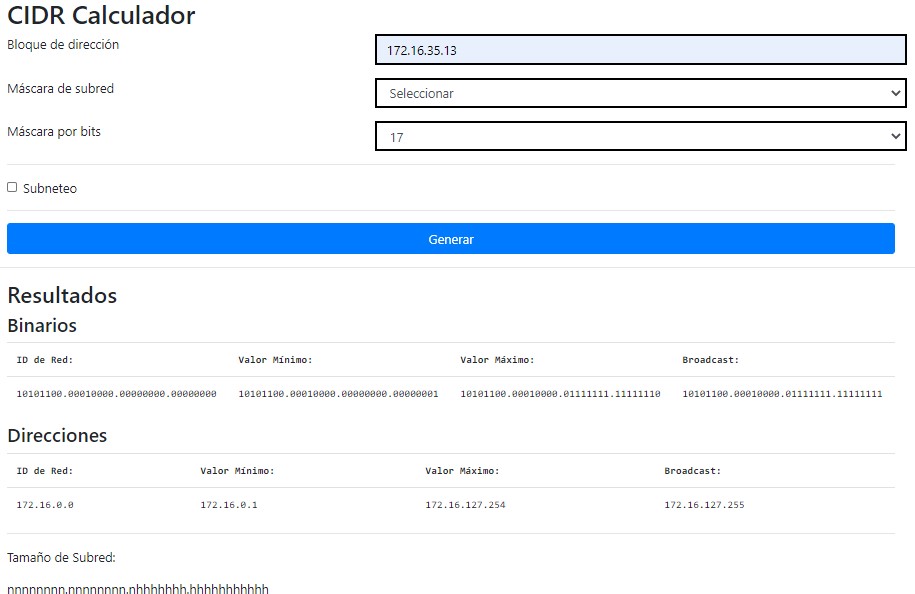 CIDR Calculador
Bloque de dirección
172.16.35.13
Máscara de subred
Seleccionar
Máscara por bits
17
Subneteo
Generar
Resultados
Binarios
ID de Red: Valor Mínimo: Valor Máximo: Broadcast:
10101100.00010000.00000000.00000000 10101100.00010000.00000000.00000001 10101100.00010000.01111111.11111110 10101100.00010000.01111111.11111111
Direcciones
ID de Red: Valor Mínimo: Valor Máximo: Broadcast:
172.16.0.0 172.16.0.1 172.16.127.254 172.16.127.255
Tamaño de Subred:
nnnnnnnn.nnnnnnnn.nhhhhhhh.hhhhhhhhhhh